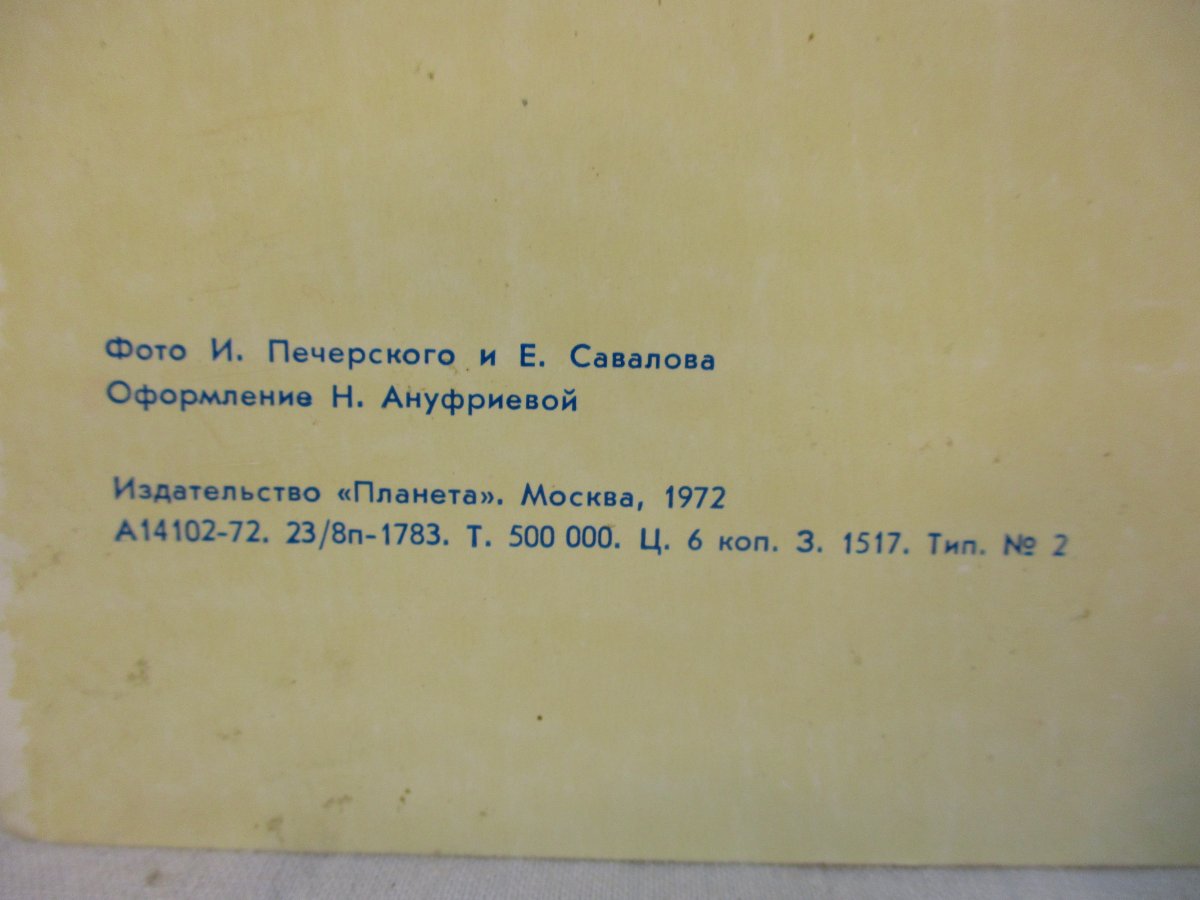 Фото И. Печерского и Е. Савалова
Оформление Н. Ануфриевой
Издательство «Планета». Москва, 1972
А14102-72. 23/8п-1783. Т. 500 000. Ц. 6 коп. З. 1517. Тип. № 2